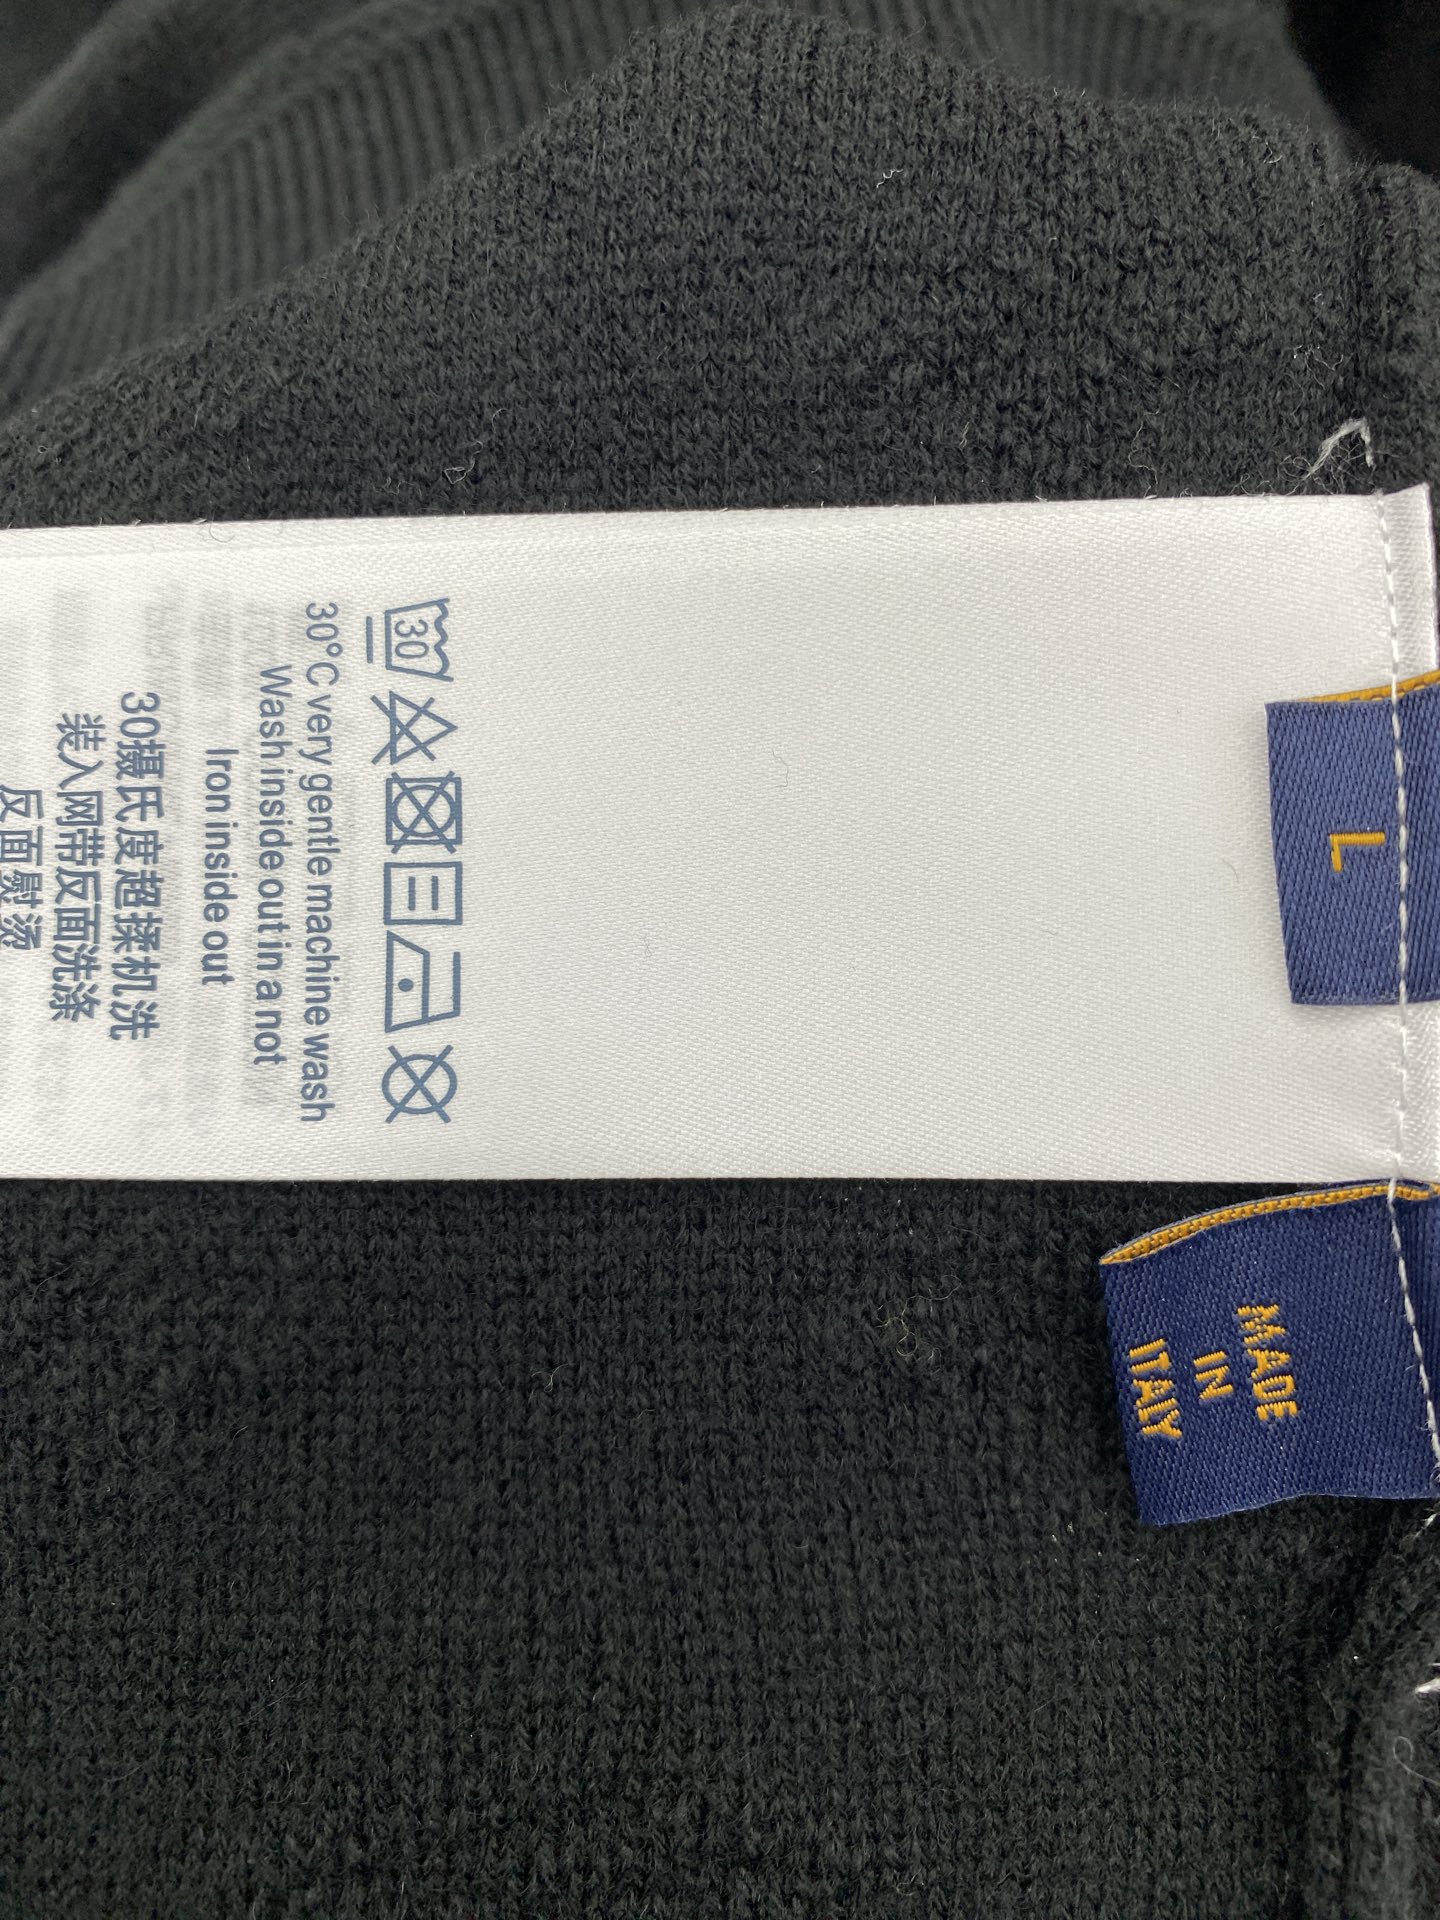 L
30
30°C very gentle machine wash
Wash inside out in a not
Iron inside out
30摄氏度超揉机洗
装入网带反面洗涤
反面熨烫
MADE
IN
ITALY